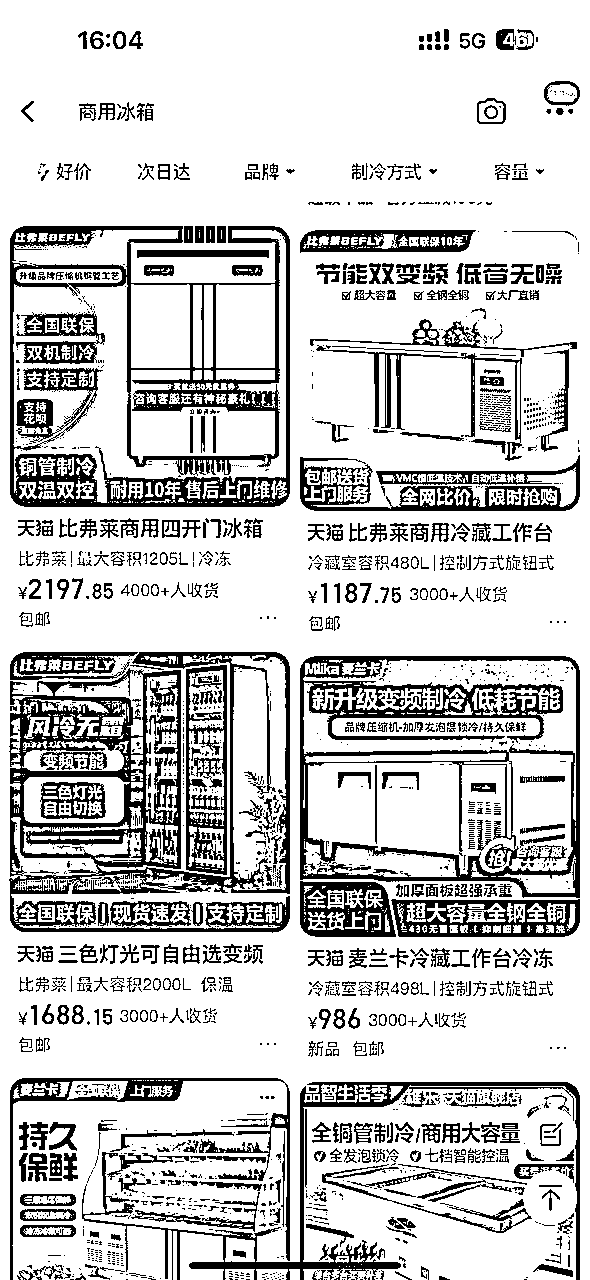 16:04
5G 46
商用冰箱
好价 次日达 品牌 制冷方式 容量
比弗莱BEFLY
升级品牌压缩机铜管工艺
全国联保
双机制冷
支持定制
支持
花呗
咨询客服还有神秘豪礼
铜管制冷
双温双控
耐用10年 售后上门维修
天猫 比弗莱商用四开门冰箱
比弗莱|最大容积1205L|冷冻
¥2197.85 4000+人收货
包邮
比弗莱BEFLY 全国联保10年
节能双变频 低音无噪
超大容量 全钢全铜 大厂直销
包邮送货
上门服务
全网比价,限时抢购
天猫 比弗莱商用冷藏工作台
冷藏室容积480L|控制方式旋钮式
¥1187.75 3000+人收货
包邮
比弗莱BEFLY
风冷无霜
变频节能
三色灯光
自由切换
全国联保 | 现货速发 | 支持定制
天猫 三色灯光可自由选变频
比弗莱|最大容积2000L 保温
¥1688.15 3000+人收货
包邮
Milka 麦兰卡
新升级变频制冷 低耗节能
品牌压缩机-加厚发泡层锁冷/持久保鲜
加厚面板超强承重
全国联保
送货上门
超大容量全钢全铜
天猫 麦兰卡冷藏工作台冷冻
冷藏室容积498L|控制方式旋钮式
¥986 3000+人收货
新品 包邮
麦兰卡 全国联保 上门服务
持久
保鲜
品智生活季
维乐冬天猫旗舰店
全铜管制冷/商用大容量
全发泡锁冷 七档智能控温